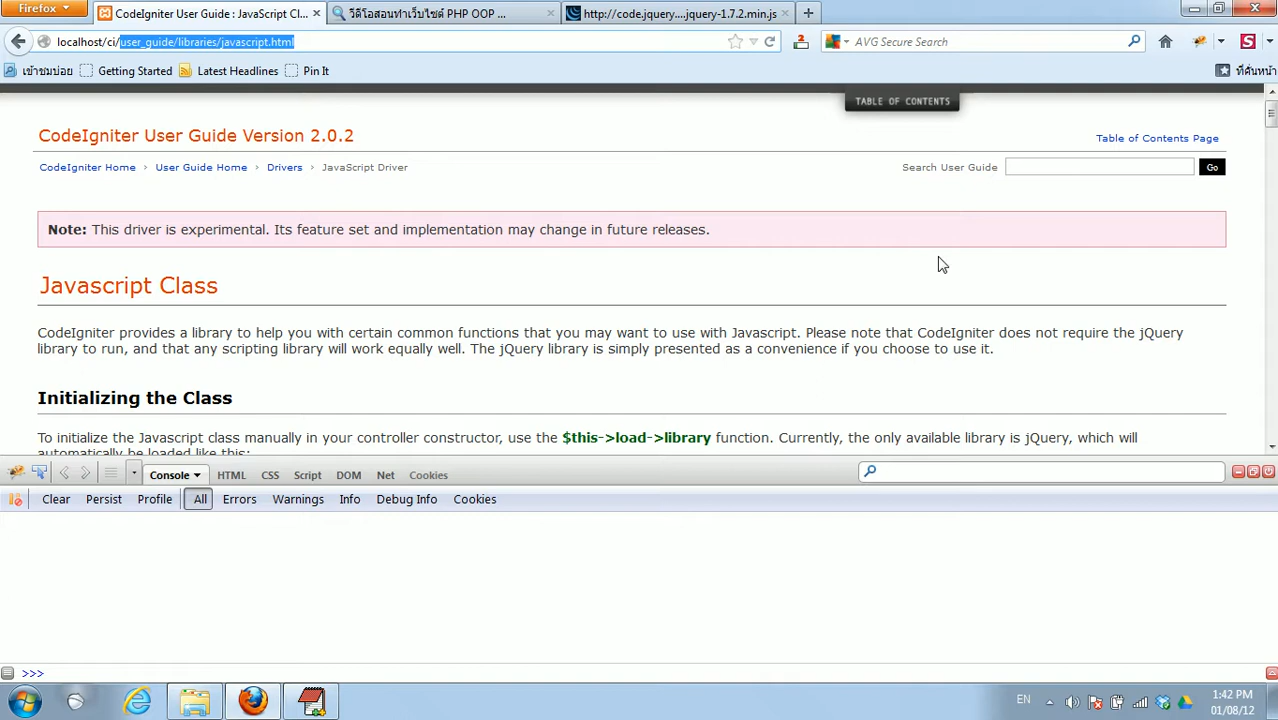 Firefox
CodeIgniter User Guide : JavaScript Cl...
วีดีโอสอนทำเว็บไซต์ PHP OOP ...
http://code.jquery....jquery-1.7.2.min.js
localhost/ci/user_guide/libraries/javascript.html
2
AVG Secure Search
เข้าชมบ่อย
Getting Started
Latest Headlines
Pin It
ที่คั่นหน้า
TABLE OF CONTENTS
CodeIgniter User Guide Version 2.0.2
Table of Contents Page
CodeIgniter Home › User Guide Home › Drivers › JavaScript Driver
Search User Guide
Go
Note: This driver is experimental. Its feature set and implementation may change in future releases.
Javascript Class
CodeIgniter provides a library to help you with certain common functions that you may want to use with Javascript. Please note that CodeIgniter does not require the jQuery
library to run, and that any scripting library will work equally well. The jQuery library is simply presented as a convenience if you choose to use it.
Initializing the Class
To initialize the Javascript class manually in your controller constructor, use the $this->load->library function. Currently, the only available library is jQuery, which will
automatically be loaded like this:
Console HTML CSS Script DOM Net Cookies
Clear Persist Profile All Errors Warnings Info Debug Info Cookies
>>>
EN
1:42 PM
01/08/12